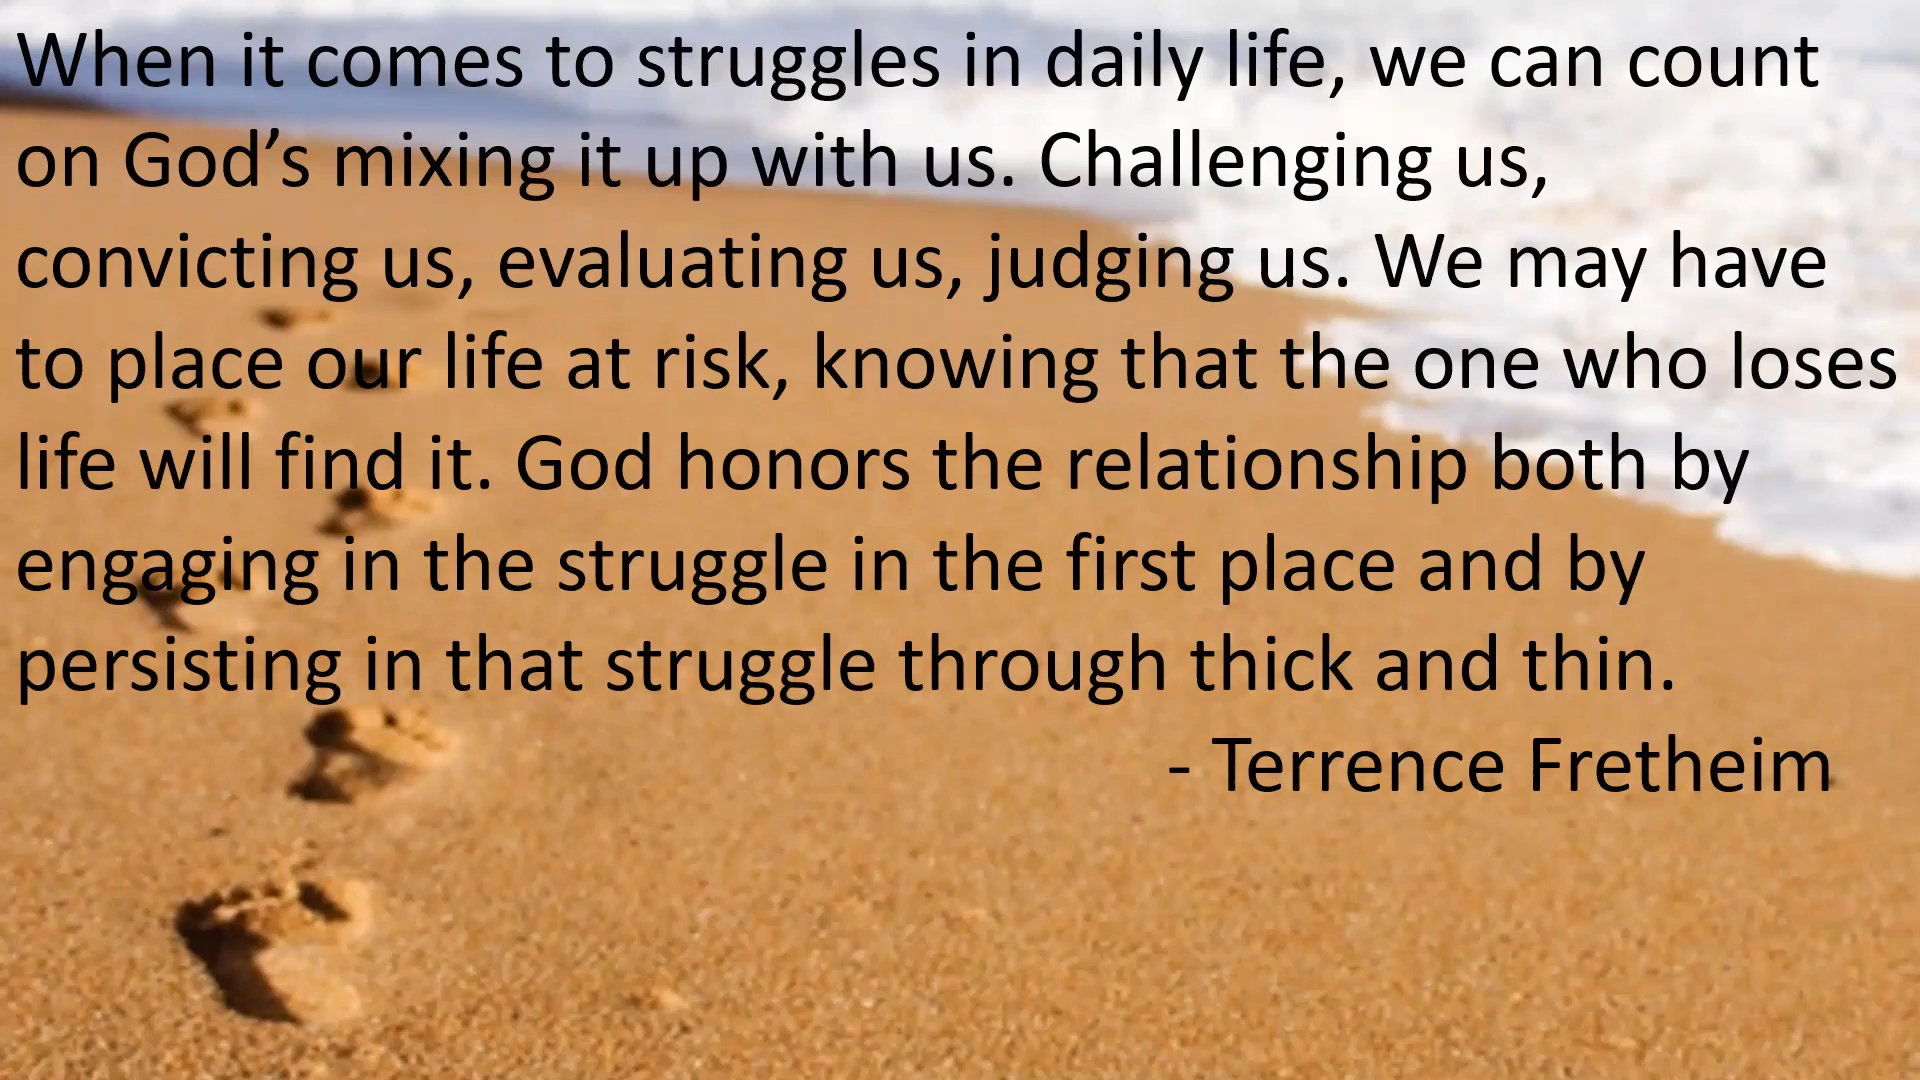 When it comes to struggles in daily life, we can count
on God’s mixing it up with us. Challenging us,
convicting us, evaluating us, judging us. We may have
to place our life at risk, knowing that the one who loses
life will find it. God honors the relationship both by
engaging in the struggle in the first place and by
persisting in that struggle through thick and thin.
- Terrence Fretheim